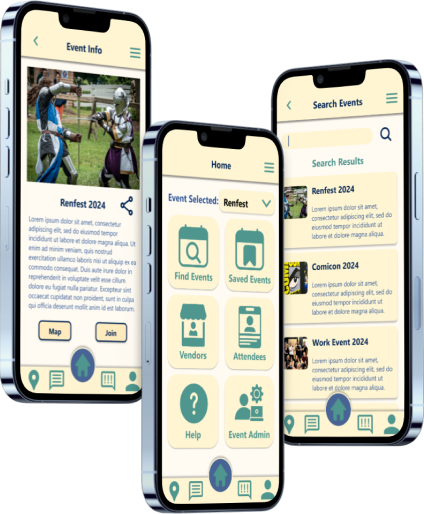 Event Info
Renfest 2024
Lorem ipsum dolor sit amet, consectetur
adipiscing elit, sed do eiusmod tempor
incididunt ut labore et dolore magna aliqua. Ut
enim ad minim veniam, quis nostrud
exercitation ullamco laboris nisi ut aliquip ex ea
commodo consequat. Duis aute irure dolor in
reprehenderit in voluptate velit esse cillum
dolore eu fugiat nulla pariatur. Excepteur sint
occaecat cupidatat non proident, sunt in culpa
qui officia deserunt mollit anim id est laborum.
Map
Join
Home
Event Selected:
Renfest
Find Events
Saved Events
Vendors
Attendees
Help
Event Admin
Search Events
Search Results
Renfest 2024
Lorem ipsum dolor sit amet,
consectetur adipiscing elit, sed do
eiusmod tempor incididunt ut
labore et dolore magna aliqua.
Comicon 2024
Lorem ipsum dolor sit amet,
consectetur adipiscing elit, sed do
eiusmod tempor incididunt ut
labore et dolore magna aliqua.
Work Event 2024
Lorem ipsum dolor sit amet,
consectetur adipiscing elit, sed do
eiusmod tempor incididunt ut
labore et dolore magna aliqua.